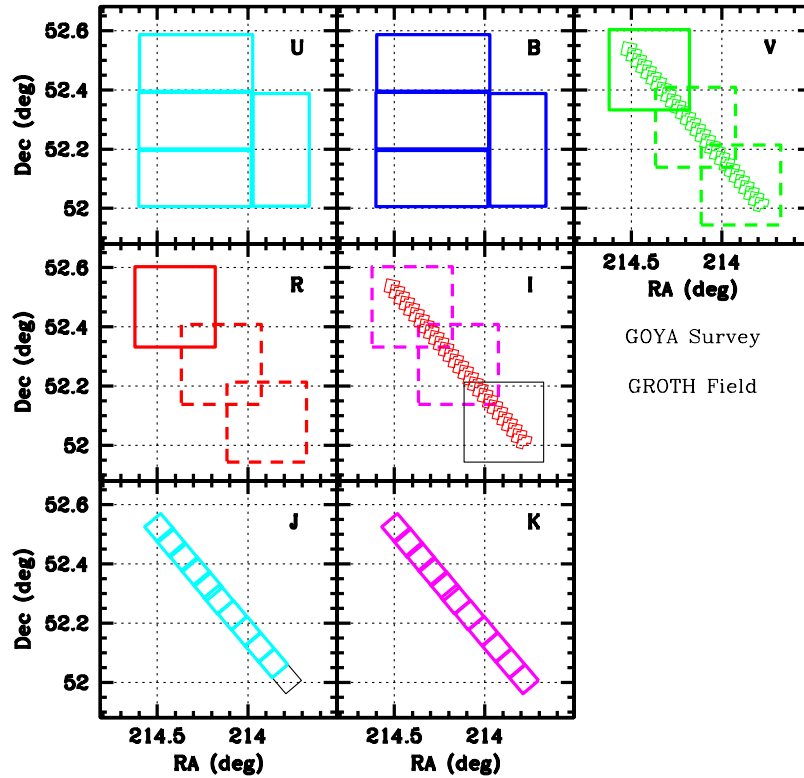 52.6
52.4
52.2
52
Dec (deg)
U
B
V
214.5
214
RA (deg)
52.6
52.4
52.2
52
Dec (deg)
R
I
GOYA Survey
GROTH Field
52.6
52.4
52.2
52
Dec (deg)
J
K
214.5
214
RA (deg)
214.5
214
RA (deg)